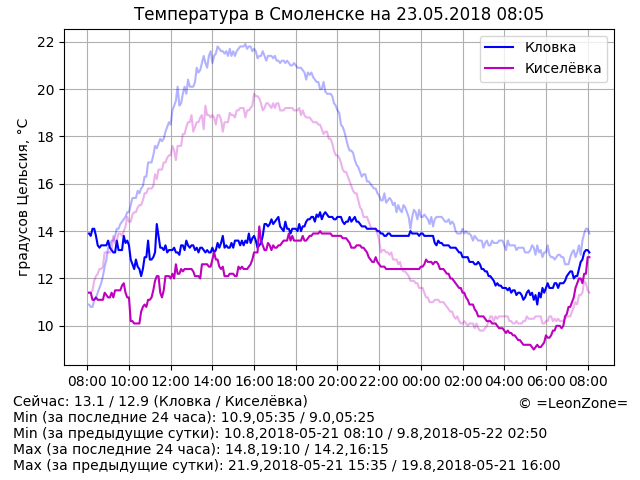 Температура в Смоленске на 23.05.2018 08:05
Кловка
Киселёвка
градусов Цельсия, °C
22
20
18
16
14
12
10
08:00 10:00 12:00 14:00 16:00 18:00 20:00 22:00 00:00 02:00 04:00 06:00 08:00
Сейчас: 13.1 / 12.9 (Кловка / Киселёвка)
© =LeonZone=
Min (за последние 24 часа): 10.9,05:35 / 9.0,05:25
Min (за предыдущие сутки): 10.8,2018-05-21 08:10 / 9.8,2018-05-22 02:50
Max (за последние 24 часа): 14.8,19:10 / 14.2,16:15
Max (за предыдущие сутки): 21.9,2018-05-21 15:35 / 19.8,2018-05-21 16:00